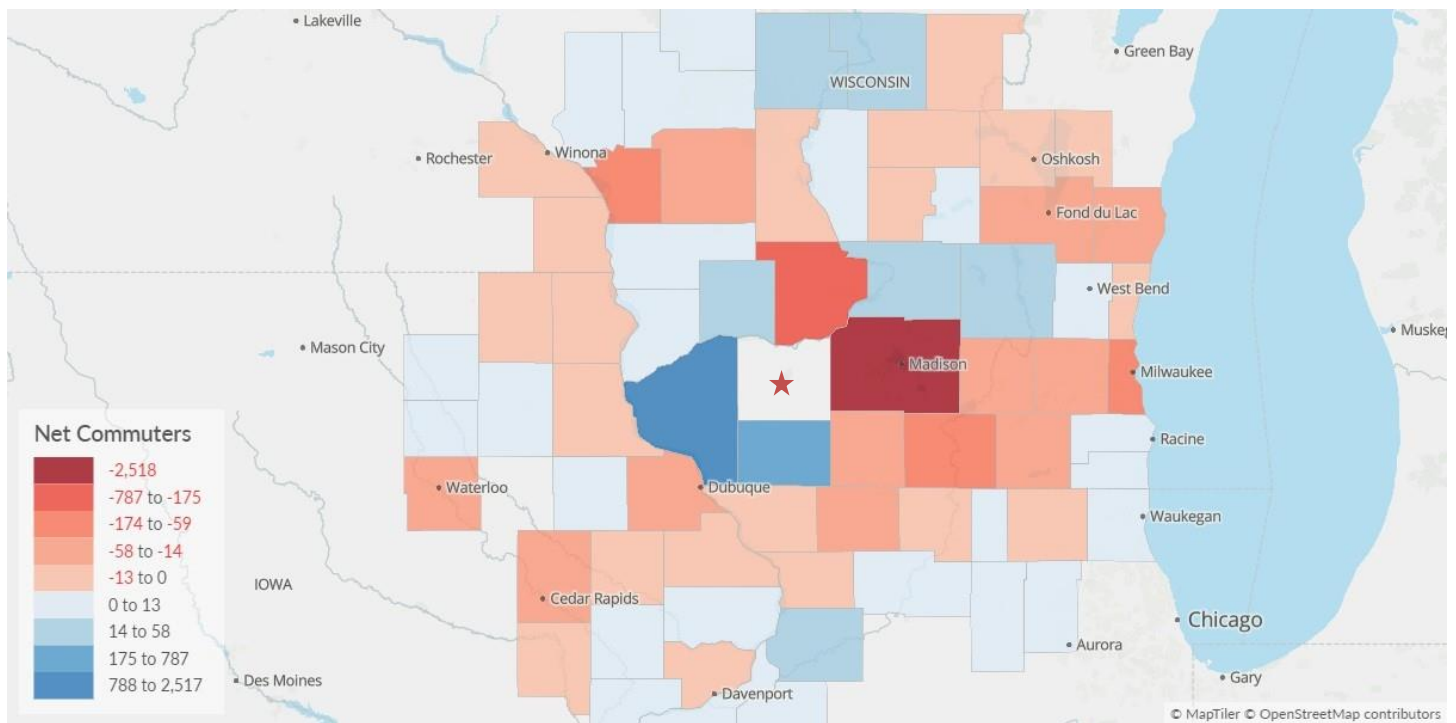 Lakeville
Green Bay
WISCONSIN
Rochester
Winona
Oshkosh
Fond du Lac
West Bend
Muske
Mason City
Madison
Milwaukee
Racine
Waterloo
Dubuque
Waukegan
IOWA
Cedar Rapids
Chicago
Aurora
Des Moines
Davenport
Gary
Net Commuters
-2,518
-787 to -175
-174 to -59
-58 to -14
-13 to 0
0 to 13
14 to 58
175 to 787
788 to 2,517
© MapTiler © OpenStreetMap contributors